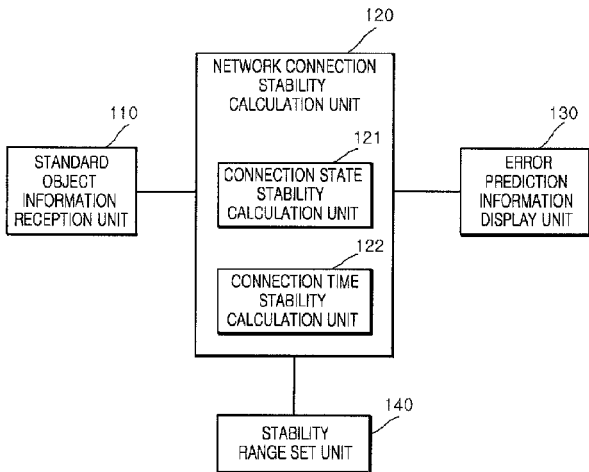 120
NETWORK CONNECTION
STABILITY
CALCULATION UNIT
110
STANDARD
OBJECT
INFORMATION
RECEPTION UNIT
121
CONNECTION STATE
STABILITY
CALCULATION UNIT
122
CONNECTION TIME
STABILITY
CALCULATION UNIT
130
ERROR
PREDICTION
INFORMATION
DISPLAY UNIT
140
STABILITY
RANGE SET UNIT